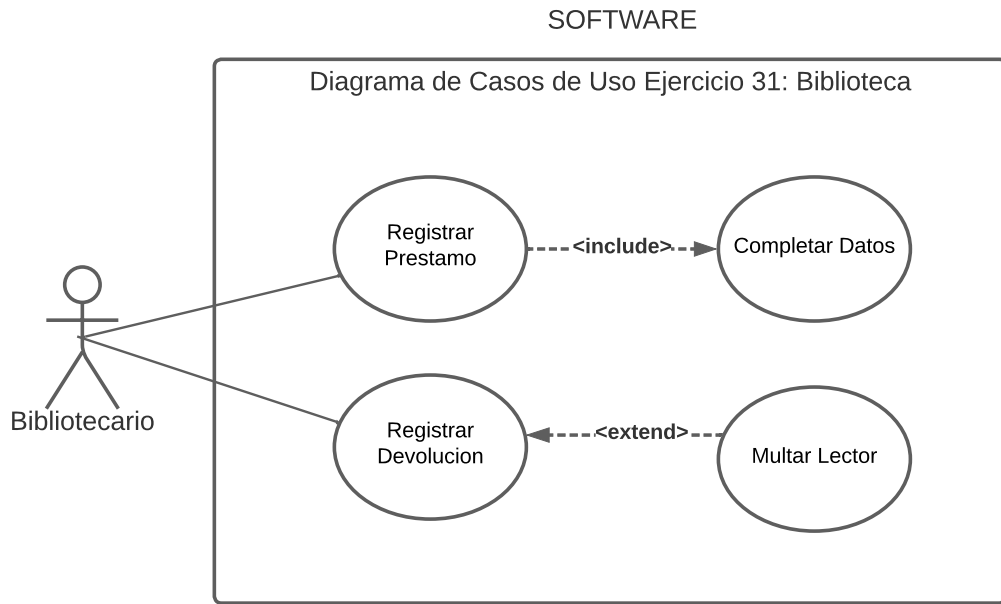 SOFTWARE
Diagrama de Casos de Uso Ejercicio 31: Biblioteca
Registrar
Prestamo
<include>
Completar Datos
Bibliotecario
Registrar
Devolucion
<extend>
Multar Lector